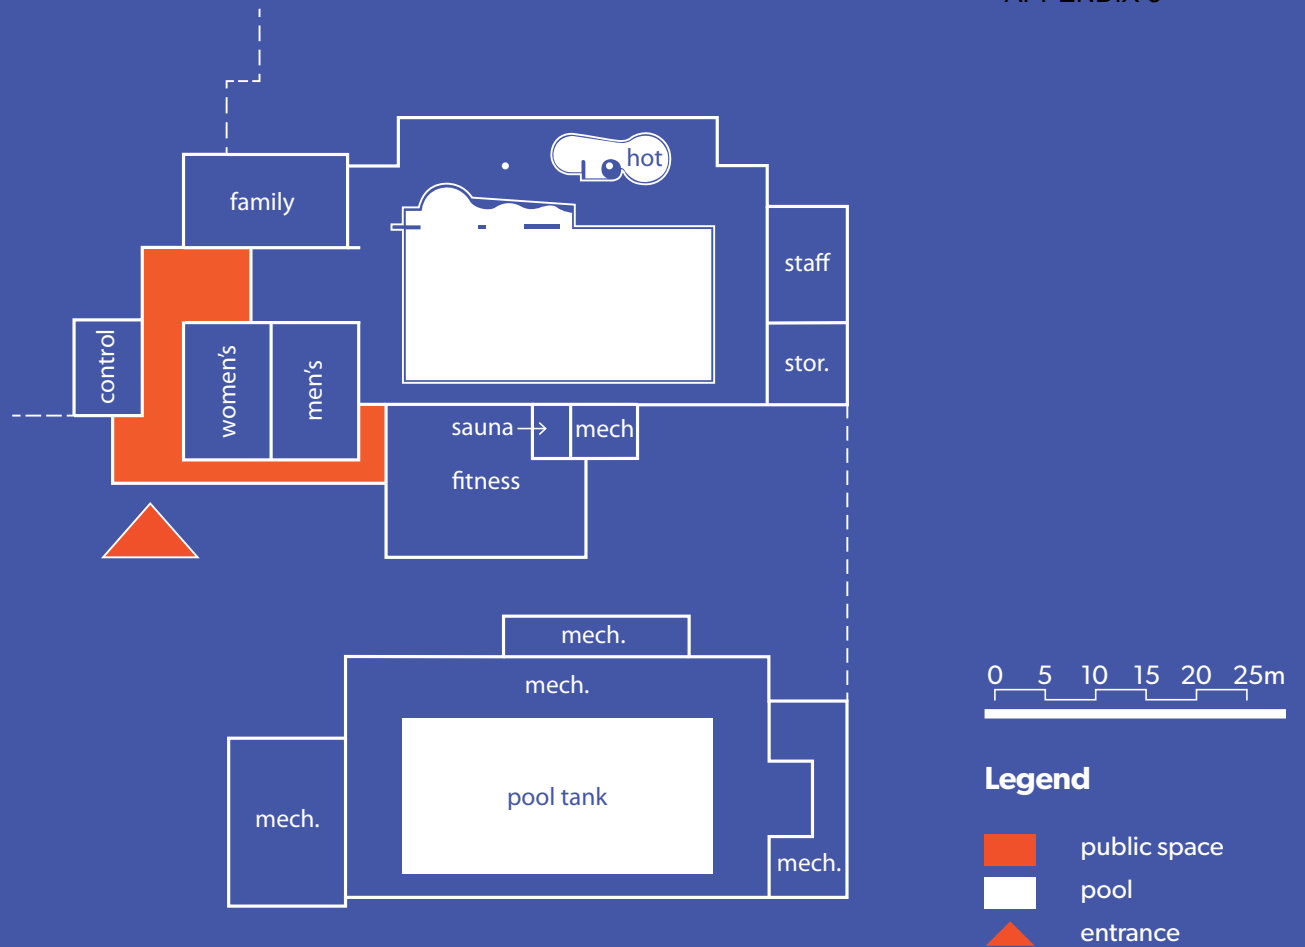 hot
family
staff
control
women's
men's
stor.
sauna
mech
fitness
mech.
mech.
pool tank
mech.
mech.
0 5 10 15 20 25m
Legend
public space
pool
entrance